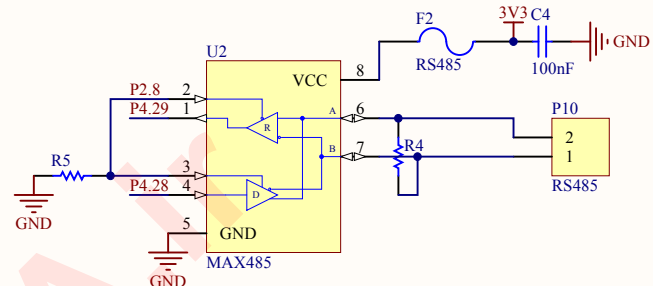 F2
3V3
C4
GND
RS485
100nF
U2
VCC
8
P2.8
2
P4.29
1
R
A
6
P10
2
B
7
R4
1
RS485
R5
3
P4.28
4
D
GND
5
GND
MAX485
GND